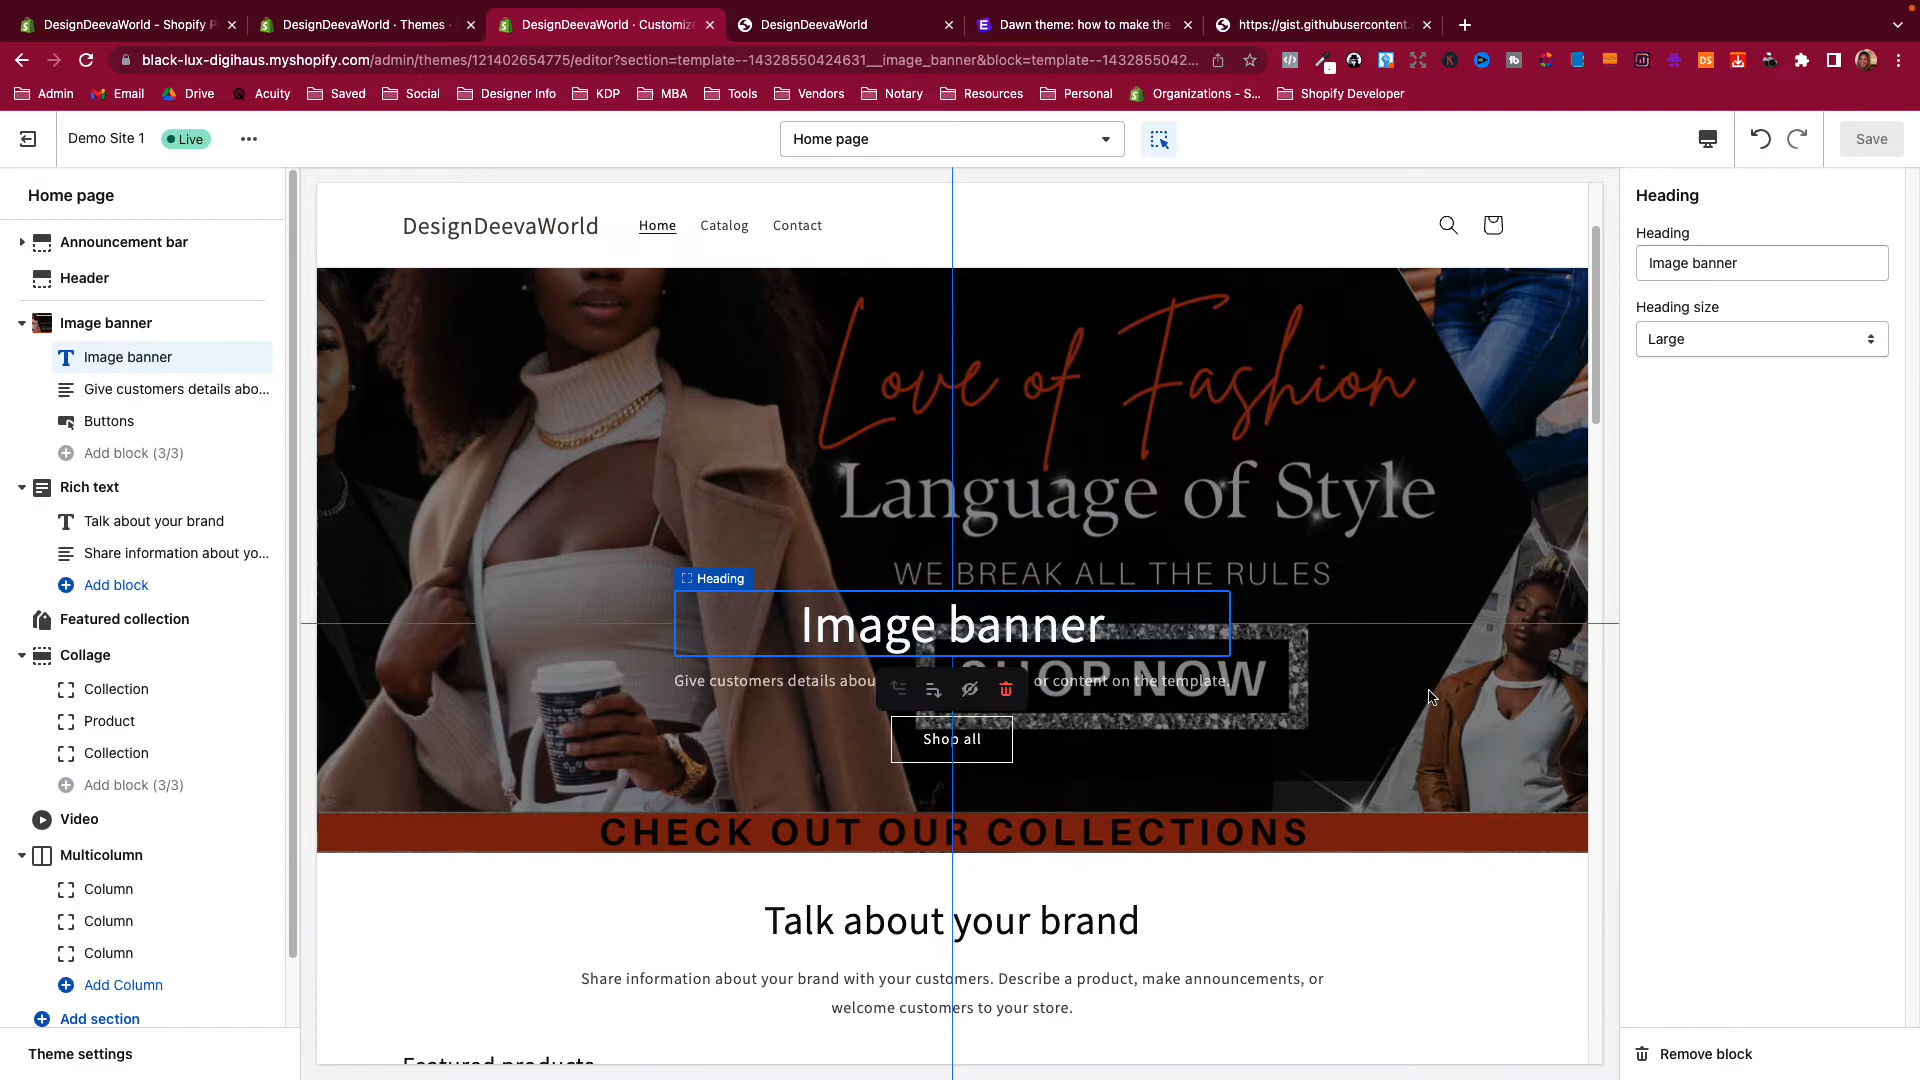 DesignDeevaWorld - Shopify P
DesignDeevaWorld · Themes ·
DesignDeevaWorld · Customize
DesignDeevaWorld
Dawn theme: how to make the
https://gist.githubusercontent.
black-lux-digihaus.myshopify.com/admin/themes/121402654775/editor?section=template--14328550424631__image_banner&block=template--1432855042...
Admin
Email
Drive
Acuity
Saved
Social
Designer Info
KDP
MBA
Tools
Vendors
Notary
Resources
Personal
Organizations - S...
Shopify Developer
Demo Site 1
Live
Home page
Save
Home page
Announcement bar
Header
Image banner
Image banner
Give customers details abo...
Buttons
Add block (3/3)
Rich text
Talk about your brand
Share information about yo...
Add block
Featured collection
Collage
Collection
Product
Collection
Add block (3/3)
Video
Multicolumn
Column
Column
Column
Add Column
Add section
Theme settings
DesignDeevaWorld
Home
Catalog
Contact
Love of Fashion
Language of Style
WE BREAK ALL THE RULES
Heading
Image banner
SHOP NOW
Give customers details abou
or content on the template.
Shop all
CHECK OUT OUR COLLECTIONS
Talk about your brand
Share information about your brand with your customers. Describe a product, make announcements, or
welcome customers to your store.
Featured products
Heading
Heading
Image banner
Heading size
Large
Remove block